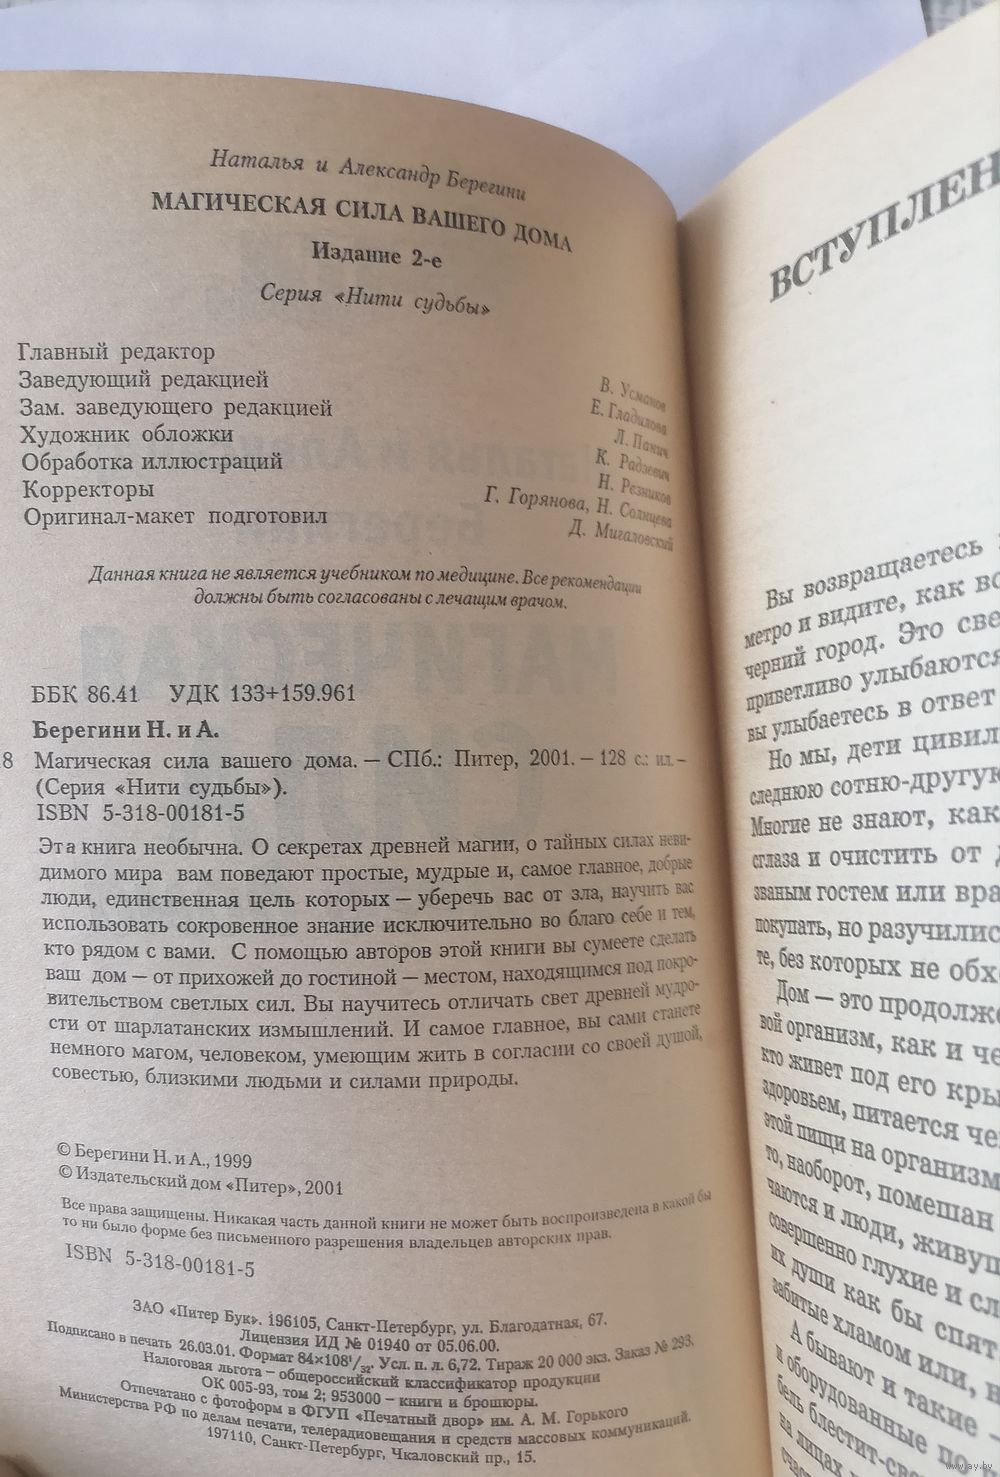 Наталья и Александр Берегини
МАГИЧЕСКАЯ СИЛА ВАШЕГО ДОМА
Издание 2-е
Серия «Нити судьбы»
Главный редактор В. Усманов
Заведующий редакцией Е. Гладилова
Зам. заведующего редакцией Л. Панич
Художник обложки К. Радзевич
Обработка иллюстраций Н. Резников
Корректоры Г. Горянова, Н. Солнцева
Оригинал-макет подготовил Д. Мигаловский
Данная книга не является учебником по медицине. Все рекомендации
должны быть согласованы с лечащим врачом.
ББК 86.41 УДК 133+159.961
Берегини Н. и А.
8 Магическая сила вашего дома. — СПб.: Питер, 2001. — 128 с.: ил. —
(Серия «Нити судьбы»).
ISBN 5-318-00181-5
Эта книга необычна. О секретах древней магии, о тайных силах неви-
димого мира вам поведают простые, мудрые и, самое главное, добрые
люди, единственная цель которых — уберечь вас от зла, научить вас
использовать сокровенное знание исключительно во благо себе и тем,
кто рядом с вами. С помощью авторов этой книги вы сумеете сделать
ваш дом — от прихожей до гостиной — местом, находящимся под покро-
вительством светлых сил. Вы научитесь отличать свет древней мудро-
сти от шарлатанских измышлений. И самое главное, вы сами станете
немного магом, человеком, умеющим жить в согласии со своей душой,
совестью, близкими людьми и силами природы.
© Берегини Н. и А., 1999
© Издательский дом «Питер», 2001
Все права защищены. Никакая часть данной книги не может быть воспроизведена в какой бы
то ни было форме без письменного разрешения владельцев авторских прав.
ISBN 5-318-00181-5
ЗАО «Питер Бук». 196105, Санкт-Петербург, ул. Благодатная, 67.
Лицензия ИД № 01940 от 05.06.00.
Подписано в печать 26.03.01. Формат 84×108¹/₃₂. Усл. п. л. 6,72. Тираж 20 000 экз. Заказ № 293.
Налоговая льгота – общероссийский классификатор продукции
ОК 005-93, том 2; 953000 – книги и брошюры.
Отпечатано с фотоформ в ФГУП «Печатный двор» им. А. М. Горького
Министерства РФ по делам печати, телерадиовещания и средств массовых коммуникаций.
197110, Санкт-Петербург, Чкаловский пр., 15.
ВСТУПЛЕН
Вы возвращаетесь
метро и видите, как вс
черний город. Это све
приветливо улыбаются
вы улыбаетесь в ответ
Но мы, дети цивил
следнюю сотню-другую
Многие не знают, как
сглаза и очистить от
званым гостем или вра
покупать, но разучилис
те, без которых не обх
Дом — это продолже
вой организм, как и че
кто живет под его кры
здоровьем, питается че
этой пищи на организм
то, наоборот, помешан
чаются и люди, живущ
совершенно глухие и сл
их души как бы спят
забитые хламом или, н
А бывают и такие —
и оборудованные по п
бель блестит-све
на лицах
www.ay.by